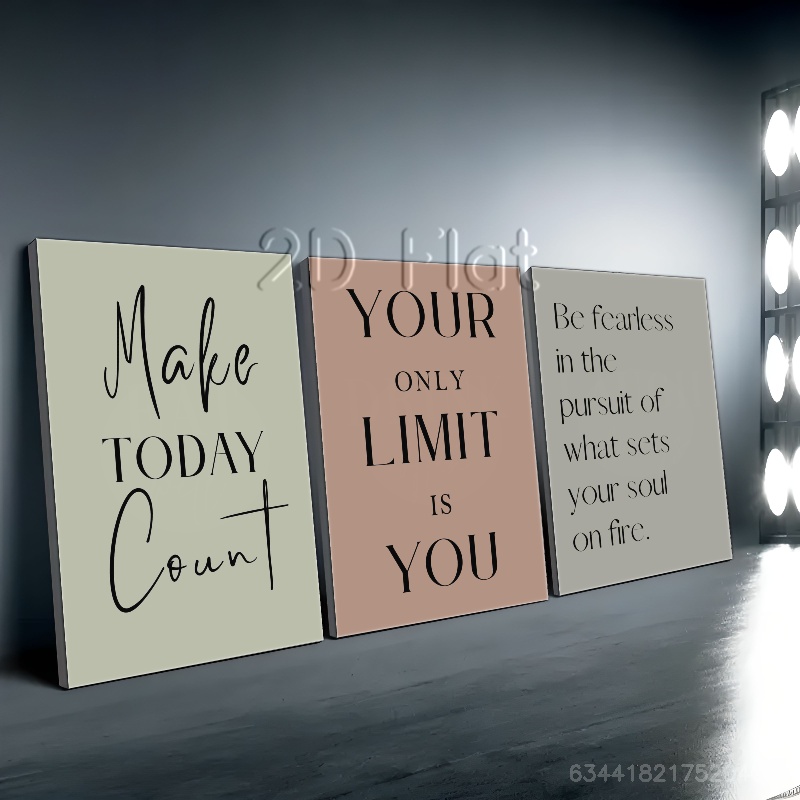 2D Flat
Make
TODAY
Count
YOUR
ONLY
LIMIT
IS
YOU
Be fearless
in the
pursuit of
what sets
your soul
on fire.